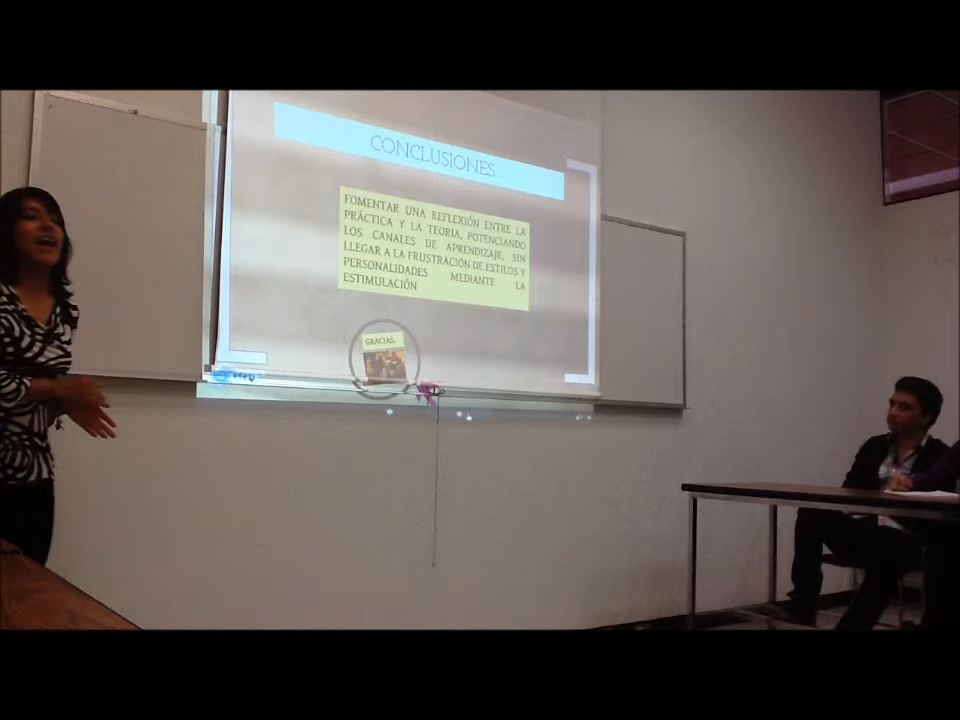 CONCLUSIONES
FOMENTAR UNA REFLEXIÓN ENTRE LA
PRÁCTICA Y LA TEORIA, POTENCIANDO
LOS CANALES DE APRENDIZAJE, SIN
LLEGAR A LA FRUSTRACIÓN DE ESTILOS Y
PERSONALIDADES MEDIANTE LA
ESTIMULACIÓN
GRACIAS.